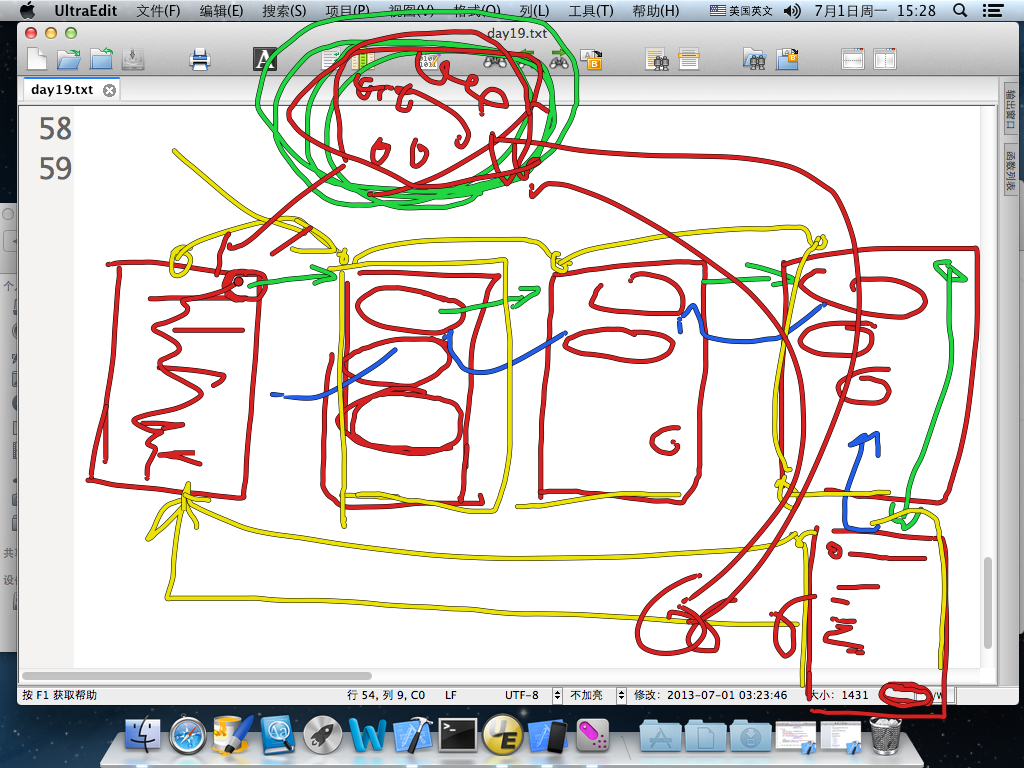 UltraEdit 文件(F) 编辑(E) 搜索(S) 项目(P) 视图(V) 格式(O) 列(L) 工具(T) 帮助(H) 美国英文 7月1日周一 15:28
day19.txt
day19.txt
输出窗口
函数列表
58
59
按 F1 获取帮助 行 54, 列 9, C0 LF UTF-8 不加亮 修改: 2013-07-01 03:23:46 大小: 1431